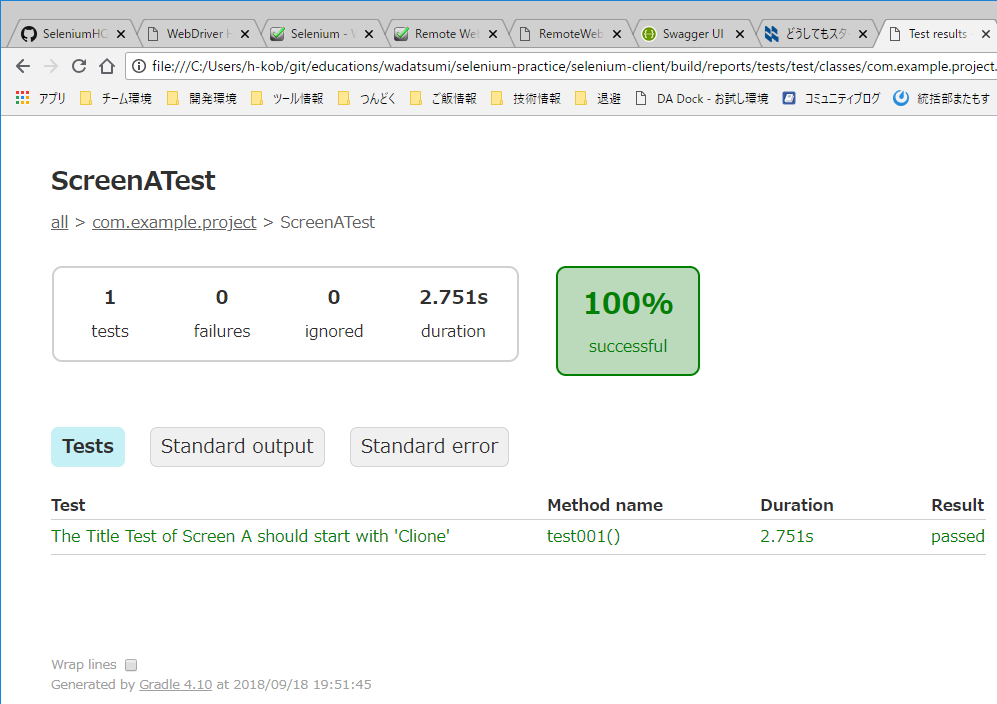 SeleniumHC WebDriver H Selenium - V Remote Web RemoteWeb Swagger UI どうしてもスタ Test results -
file:///C:/Users/h-kob/git/educations/wadatsumi/selenium-practice/selenium-client/build/reports/tests/test/classes/com.example.project.
アプリ チーム環境 開発環境 ツール情報 つんどく ご飯情報 技術情報 退避 DA Dock - お試し環境 コミュニティブログ 統括部またもす
ScreenATest
all > com.example.project > ScreenATest
1 0 0 2.751s
tests failures ignored duration
100%
successful
Tests Standard output Standard error
Test Method name Duration Result
The Title Test of Screen A should start with 'Clione' test001() 2.751s passed
Wrap lines
Generated by Gradle 4.10 at 2018/09/18 19:51:45